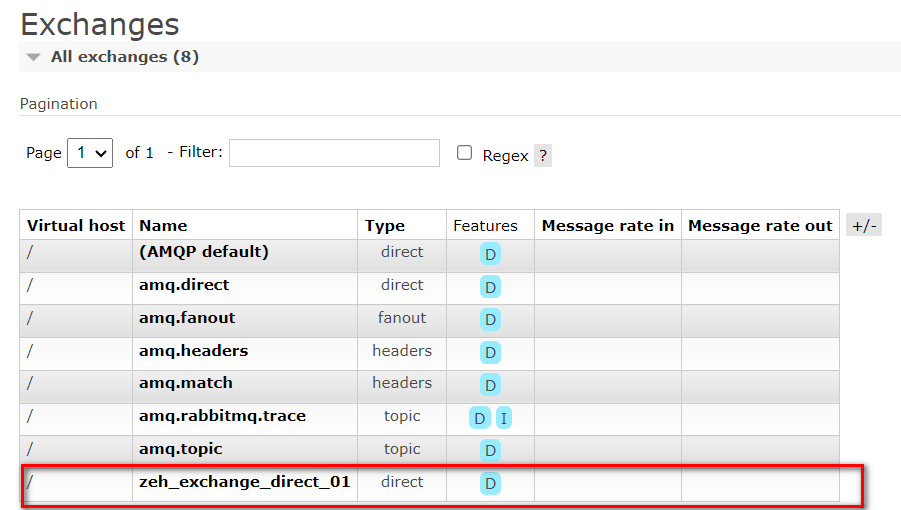 Exchanges
All exchanges (8)
Pagination
Page 1 of 1 - Filter: Regex ?
Virtual host Name Type Features Message rate in Message rate out +/-
/ (AMQP default) direct D
/ amq.direct direct D
/ amq.fanout fanout D
/ amq.headers headers D
/ amq.match headers D
/ amq.rabbitmq.trace topic D I
/ amq.topic topic D
/ zeh_exchange_direct_01 direct D